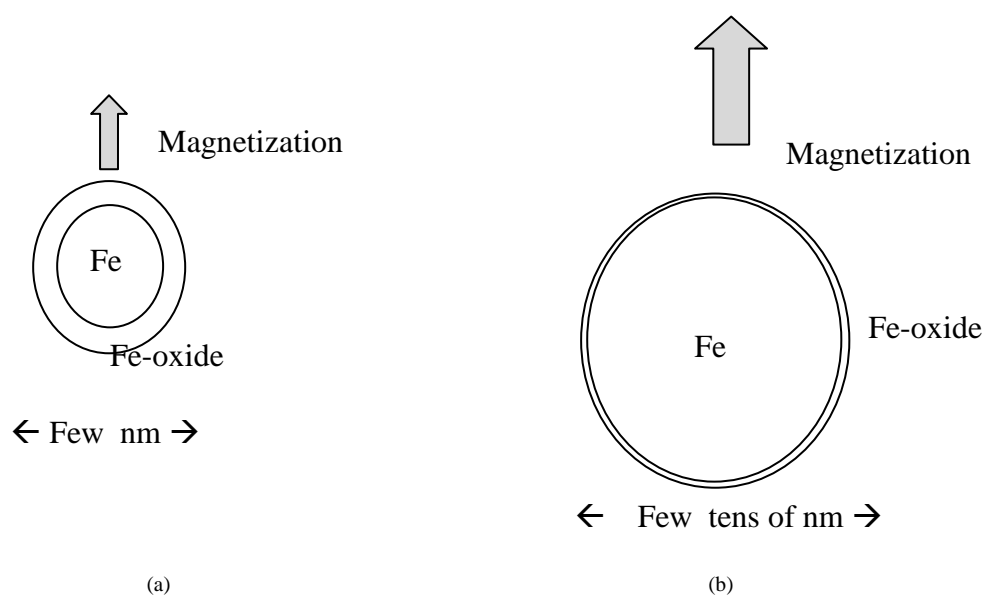 Magnetization
Fe
Fe-oxide
← Few nm →
(a)
Magnetization
Fe
Fe-oxide
← Few tens of nm →
(b)